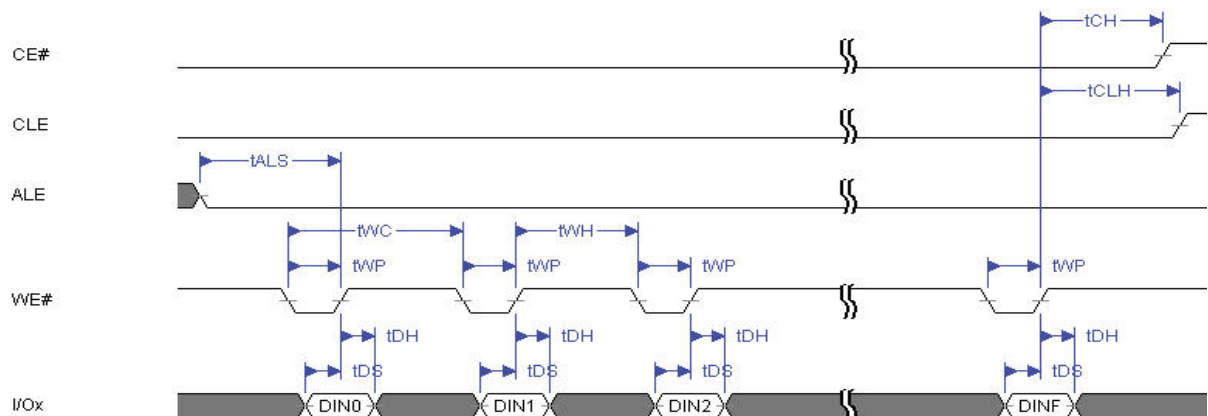 tCH
CE#
tCLH
CLE
tALS
ALE
tWC tWH
tWP tWP tWP tWP
WE#
tDH tDH tDH tDH
tDS tDS tDS tDS
I/Ox DIN0 DIN1 DIN2 DINF